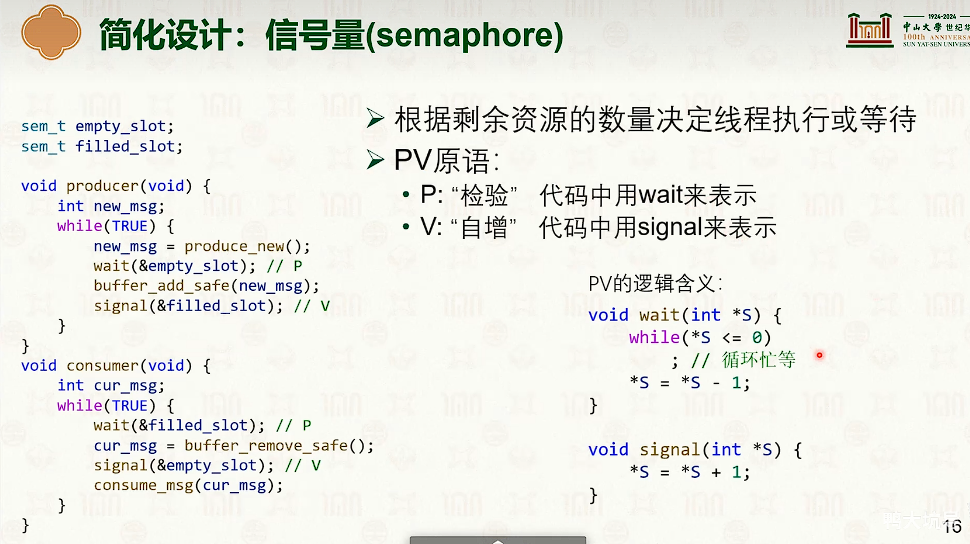 简化设计：信号量(semaphore)
1924-2024
中山大學世纪华
100th ANNIVERSA
SUN YAT-SEN UNIVERS
sem_t empty_slot;
sem_t filled_slot;
void producer(void) {
int new_msg;
while(TRUE) {
new_msg = produce_new();
wait(&empty_slot); // P
buffer_add_safe(new_msg);
signal(&filled_slot); // V
}
}
void consumer(void) {
int cur_msg;
while(TRUE) {
wait(&filled_slot); // P
cur_msg = buffer_remove_safe();
signal(&empty_slot); // V
consume_msg(cur_msg);
}
}
➢ 根据剩余资源的数量决定线程执行或等待
➢ PV原语：
• P: “检验” 代码中用wait来表示
• V: “自增” 代码中用signal来表示
PV的逻辑含义：
void wait(int *S) {
while(*S <= 0)
; // 循环忙等
*S = *S - 1;
}
void signal(int *S) {
*S = *S + 1;
}
16